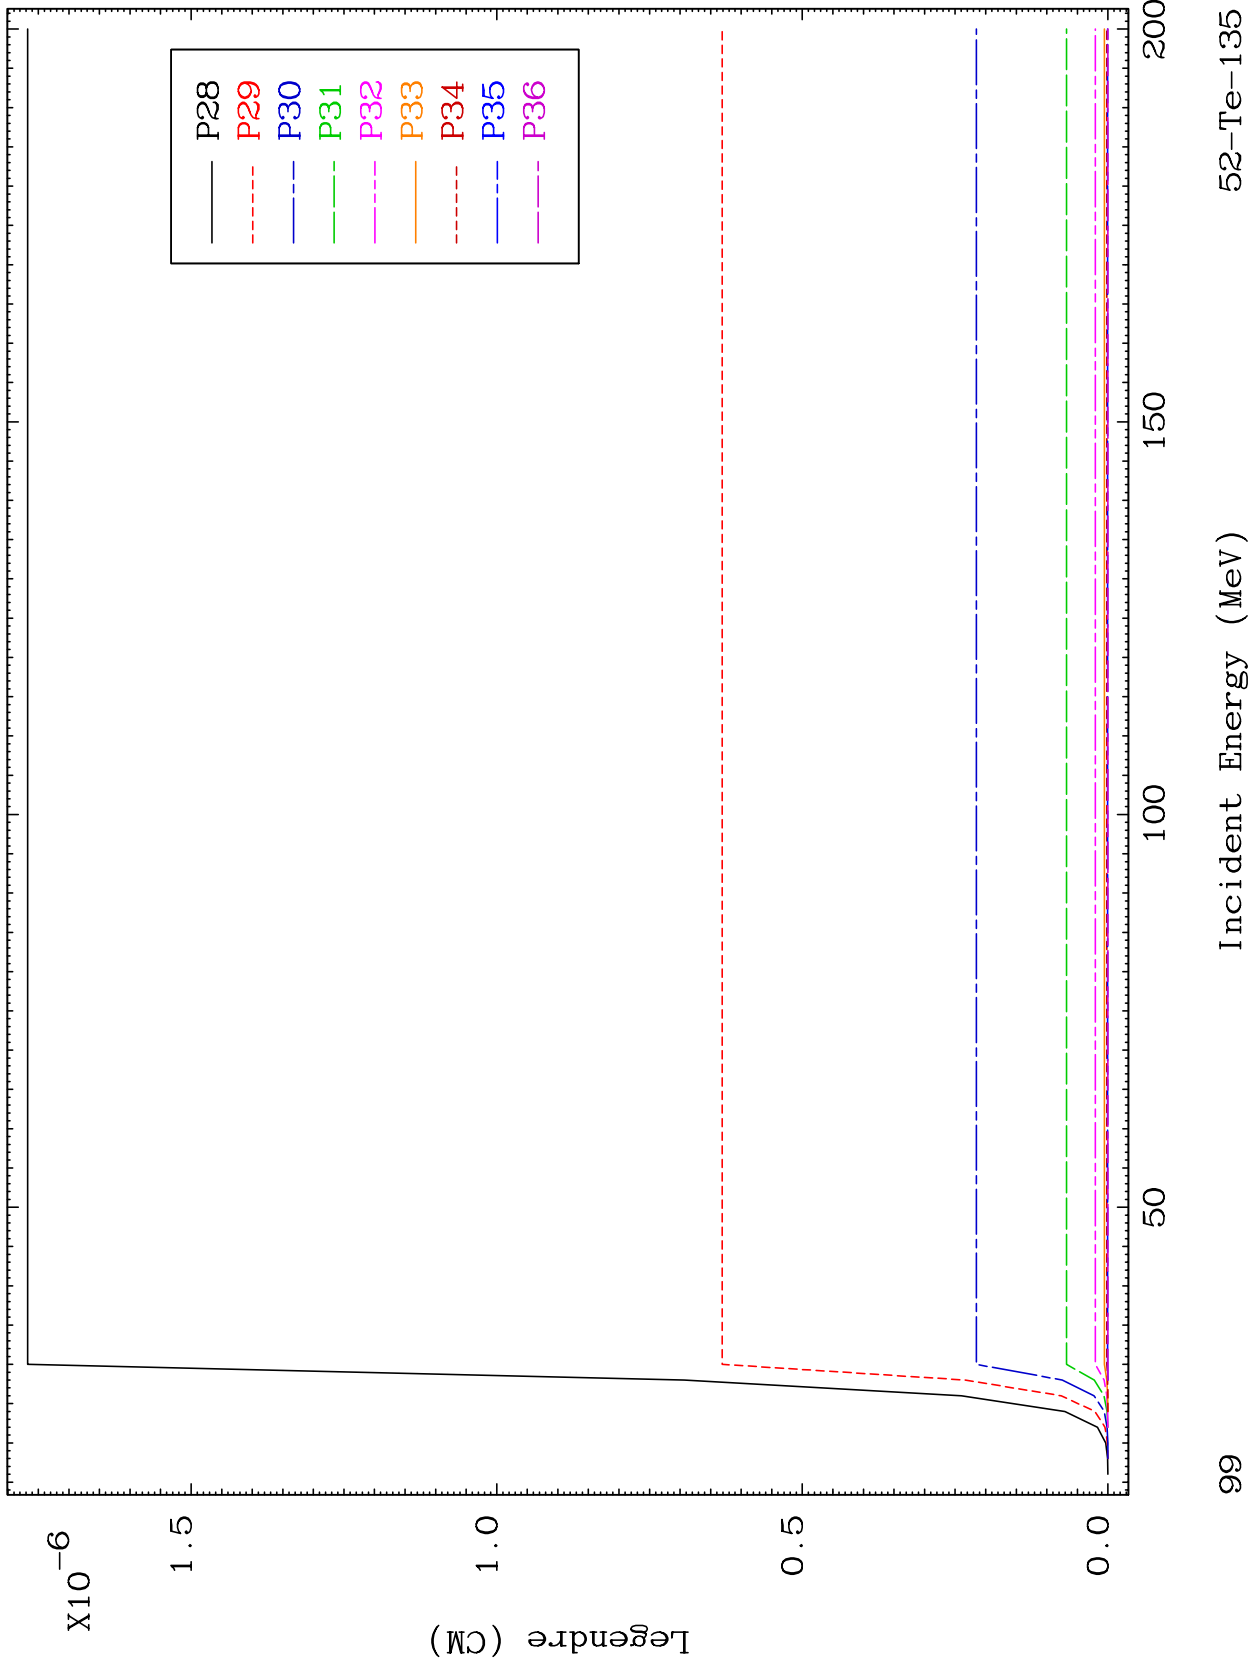 X10-6
1.5
1.0
0.5
0.0
Legendre (CM)
P28
P29
P30
P31
P32
P33
P34
P35
P36
50
100
150
200
Incident Energy (MeV)
99
52-Te-135